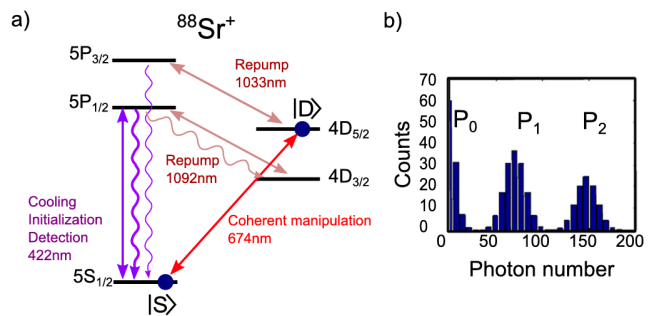 a)
⁸⁸Sr⁺
5P₃/₂
Repump
1033nm
5P₁/₂
|D⟩
4D₅/₂
Repump
1092nm
4D₃/₂
Cooling
Initialization
Detection
422nm
Coherent manipulation
674nm
5S₁/₂
|S⟩
b)
70
60
50
40
30
20
10
0
Counts
P₀
P₁
P₂
0 50 100 150 200
Photon number